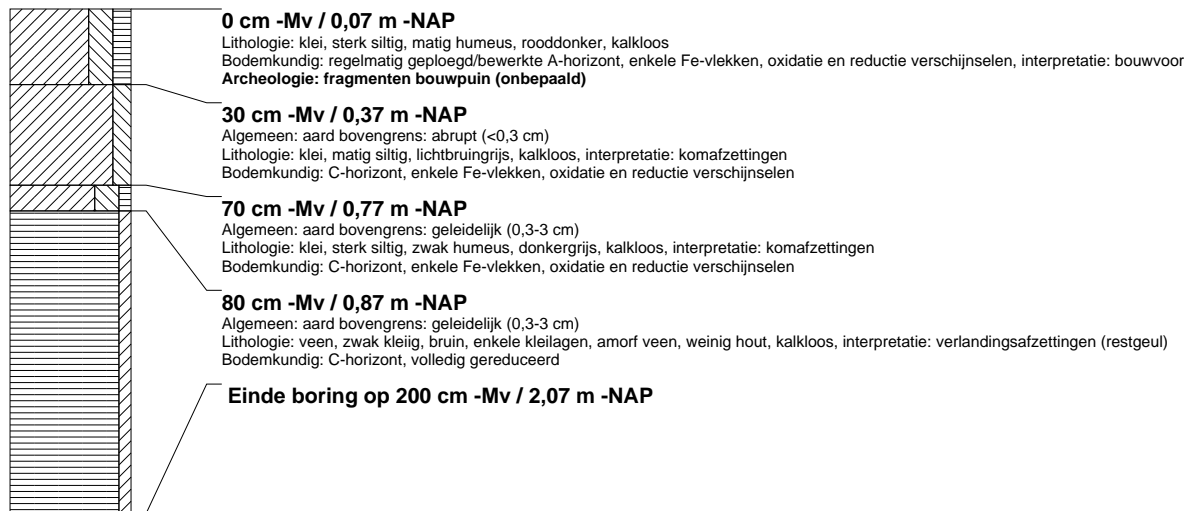 0 cm -Mv / 0,07 m -NAP
Lithologie: klei, sterk siltig, matig humeus, rooddonker, kalkloos
Bodemkundig: regelmatig geploegd/bewerkte A-horizont, enkele Fe-vlekken, oxidatie en reductie verschijnselen, interpretatie: bouwvoor
Archeologie: fragmenten bouwpuin (onbepaald)
30 cm -Mv / 0,37 m -NAP
Algemeen: aard bovengrens: abrupt (<0,3 cm)
Lithologie: klei, matig siltig, lichtbruingrijs, kalkloos, interpretatie: komafzettingen
Bodemkundig: C-horizont, enkele Fe-vlekken, oxidatie en reductie verschijnselen
70 cm -Mv / 0,77 m -NAP
Algemeen: aard bovengrens: geleidelijk (0,3-3 cm)
Lithologie: klei, sterk siltig, zwak humeus, donkergrijs, kalkloos, interpretatie: komafzettingen
Bodemkundig: C-horizont, enkele Fe-vlekken, oxidatie en reductie verschijnselen
80 cm -Mv / 0,87 m -NAP
Algemeen: aard bovengrens: geleidelijk (0,3-3 cm)
Lithologie: veen, zwak kleiig, bruin, enkele kleilagen, amorf veen, weinig hout, kalkloos, interpretatie: verlandingsafzettingen (restgeul)
Bodemkundig: C-horizont, volledig gereduceerd
Einde boring op 200 cm -Mv / 2,07 m -NAP